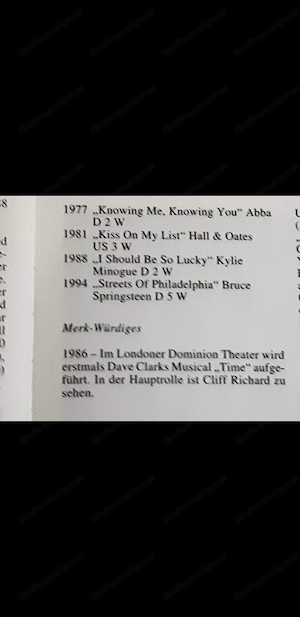 1977 „Knowing Me, Knowing You“ Abba
D 2 W
1981 „Kiss On My List“ Hall & Oates
US 3 W
1988 „I Should Be So Lucky“ Kylie
Minogue D 2 W
1994 „Streets Of Philadelphia“ Bruce
Springsteen D 5 W
Merk-Würdiges
1986 – Im Londoner Dominion Theater wird
erstmals Dave Clarks Musical „Time“ aufge-
führt. In der Hauptrolle ist Cliff Richard zu
sehen.